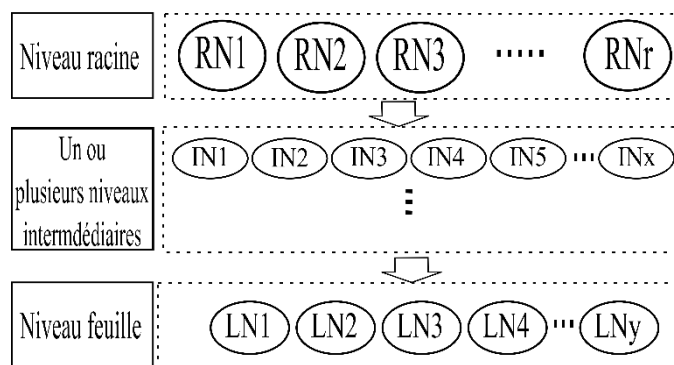 Niveau racine
RN1 RN2 RN3 ...... RNr
Un ou
plusieurs niveaux
intermdédiaires
IN1 IN2 IN3 IN4 IN5 ... INx
Niveau feuille
LN1 LN2 LN3 LN4 ... LNy